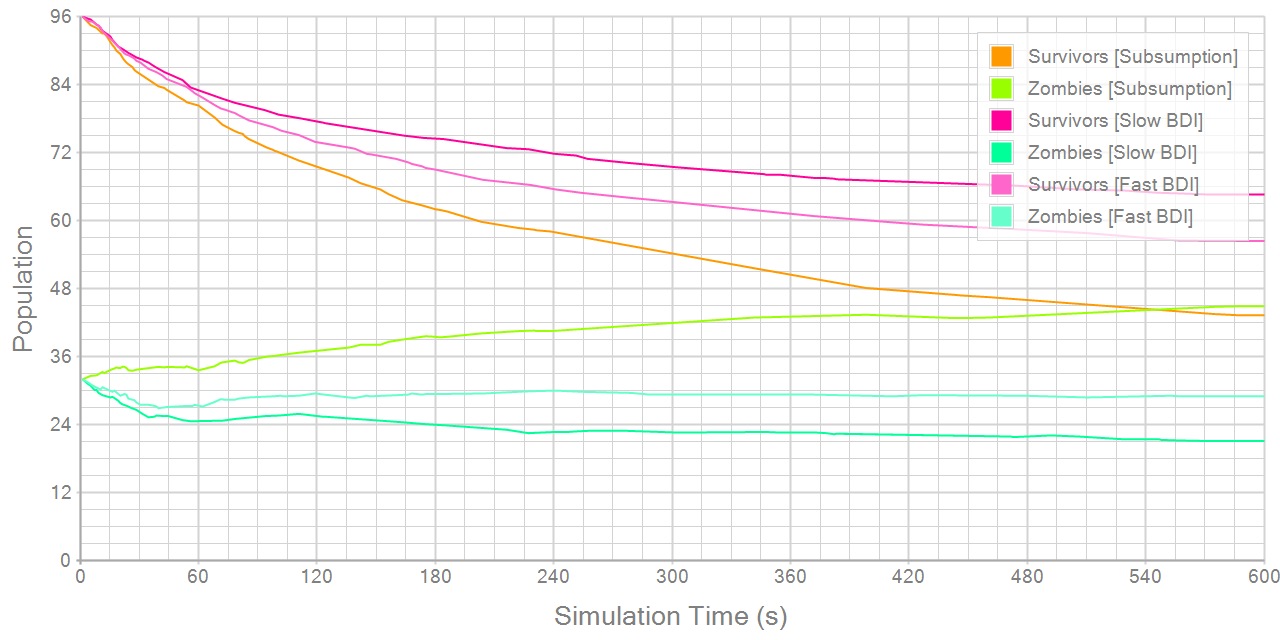 96
84
72
60
48
36
24
12
0
Population
0 60 120 180 240 300 360 420 480 540 600
Simulation Time (s)
Survivors [Subsumption]
Zombies [Subsumption]
Survivors [Slow BDI]
Zombies [Slow BDI]
Survivors [Fast BDI]
Zombies [Fast BDI]